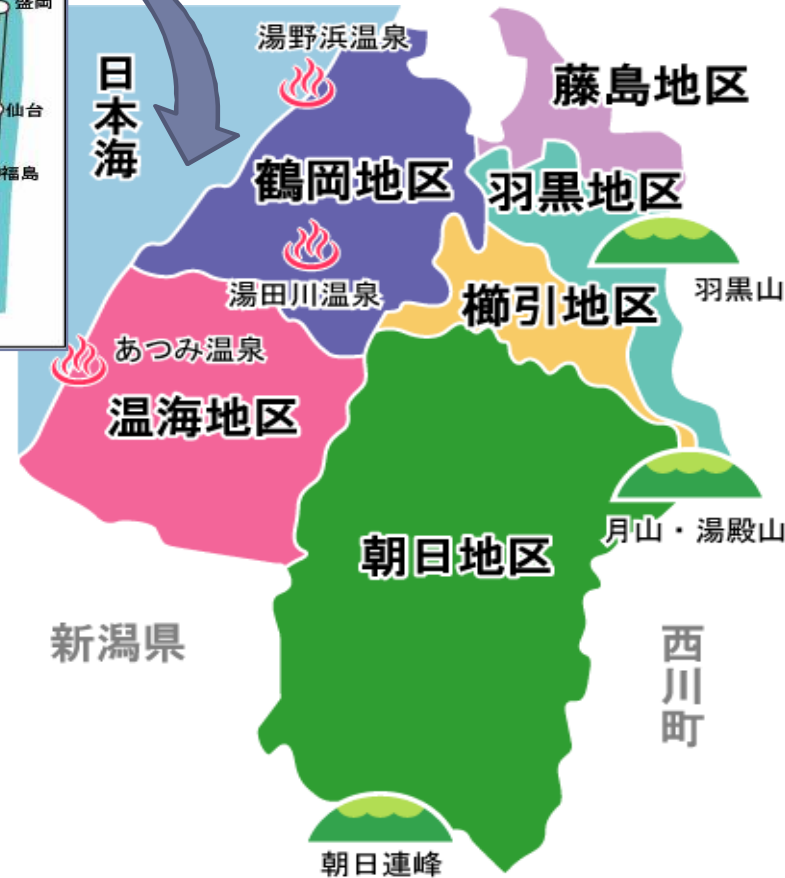 盛岡
仙台
福島
日本海
湯野浜温泉
藤島地区
鶴岡地区
羽黒地区
羽黒山
湯田川温泉
櫛引地区
あつみ温泉
温海地区
月山・湯殿山
朝日地区
新潟県
西川町
朝日連峰